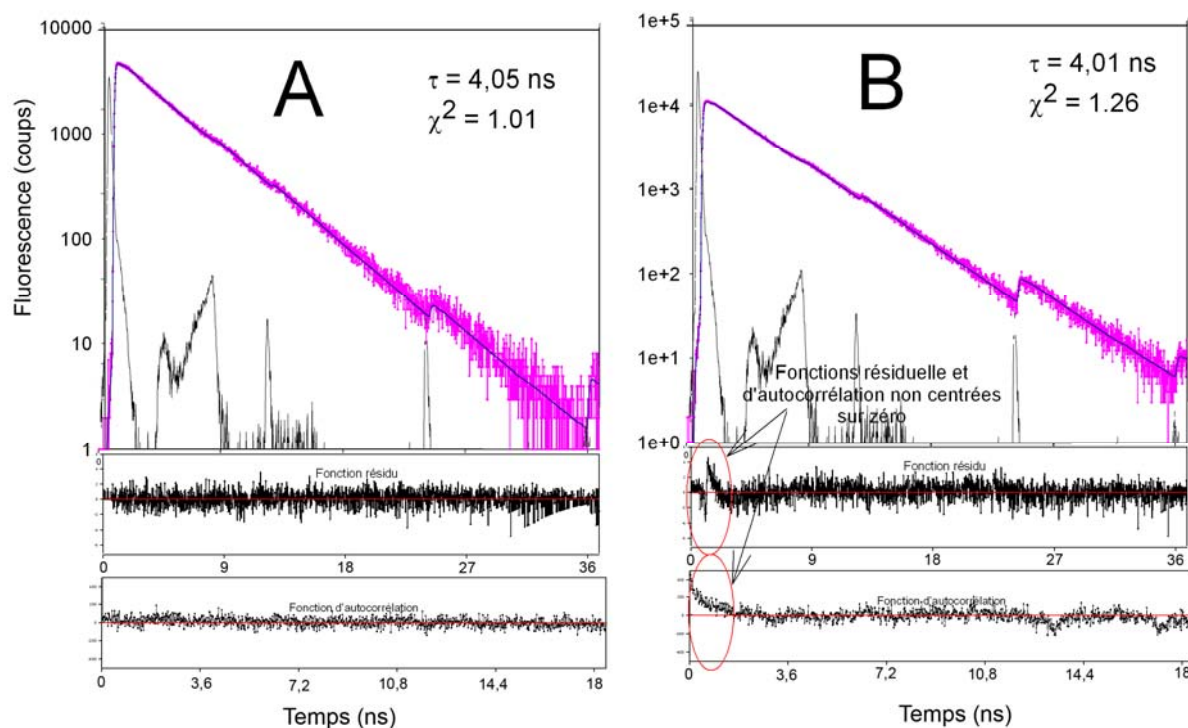 A
τ = 4,05 ns
χ² = 1.01
Fluorescence (coups)
10000
1000
100
10
1
Fonction résidu
0
9
18
27
36
Fonction d'autocorrélation
0
3,6
7,2
10,8
14,4
18
Temps (ns)
B
τ = 4,01 ns
χ² = 1.26
1e+5
1e+4
1e+3
1e+2
1e+1
1e+0
Fonctions résiduelle et
d'autocorrélation non centrées
sur zéro
Fonction résidu
0
9
18
27
36
Fonction d'autocorrélation
0
3,6
7,2
10,8
14,4
18
Temps (ns)